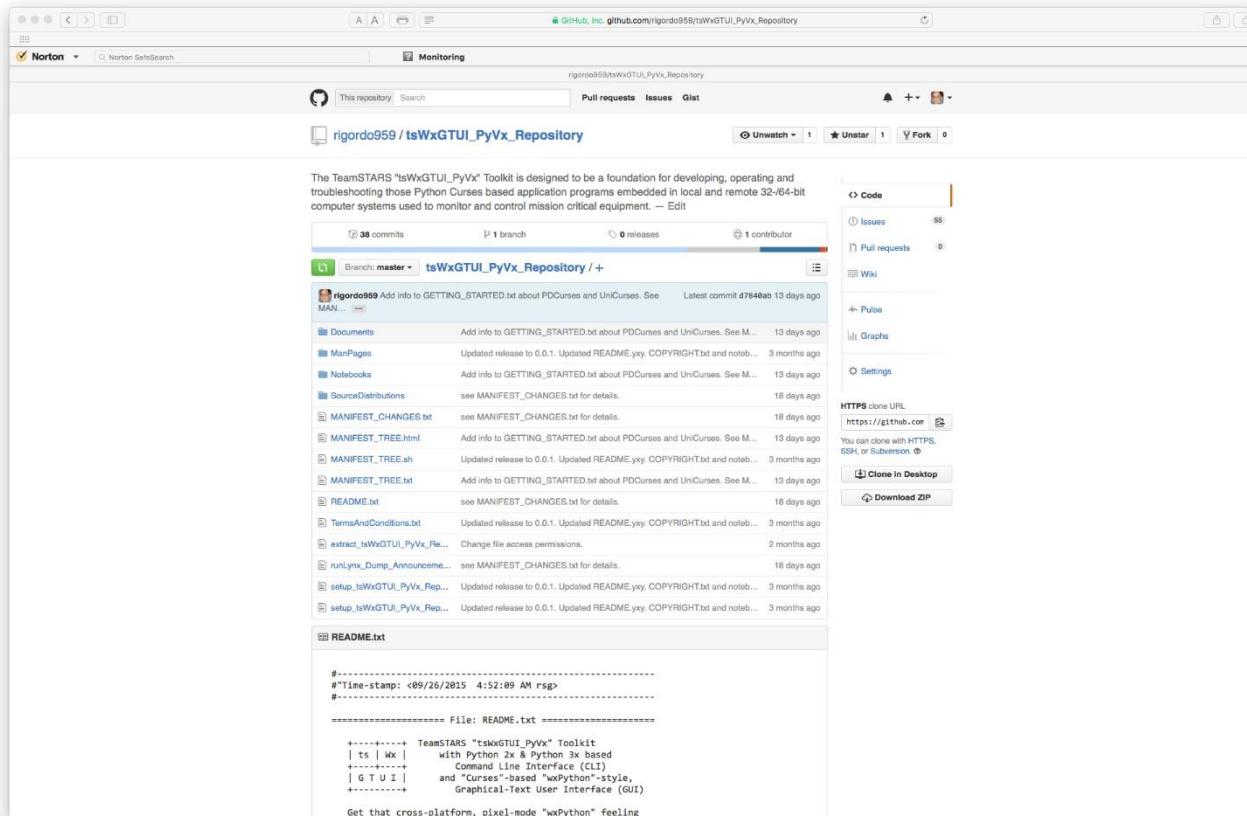 A A
GitHub, Inc. github.com/rigordo959/tsWxGTUI_PyVx_Repository
Norton
Norton SafeSearch
Monitoring
rigordo959/tsWxGTUI_PyVx_Repository
This repository Search
Pull requests Issues Gist
rigordo959 / tsWxGTUI_PyVx_Repository
Unwatch 1
Unstar 1
Fork 0
The TeamSTARS "tsWxGTUI_PyVx" Toolkit is designed to be a foundation for developing, operating and
troubleshooting those Python Curses based application programs embedded in local and remote 32-/64-bit
computer systems used to monitor and control mission critical equipment. — Edit
38 commits
1 branch
0 releases
1 contributor
Branch: master
tsWxGTUI_PyVx_Repository / +
rigordo959 Add info to GETTING_STARTED.txt about PDCurses and UniCurses. See
MAN... ...
Latest commit d7840ab 13 days ago
Documents Add info to GETTING_STARTED.txt about PDCurses and UniCurses. See M... 13 days ago
ManPages Updated release to 0.0.1. Updated README.yxy. COPYRIGHT.txt and noteb... 3 months ago
Notebooks Add info to GETTING_STARTED.txt about PDCurses and UniCurses. See M... 13 days ago
SourceDistributions see MANIFEST_CHANGES.txt for details. 18 days ago
MANIFEST_CHANGES.txt see MANIFEST_CHANGES.txt for details. 18 days ago
MANIFEST_TREE.html Add info to GETTING_STARTED.txt about PDCurses and UniCurses. See M... 13 days ago
MANIFEST_TREE.sh Updated release to 0.0.1. Updated README.yxy. COPYRIGHT.txt and noteb... 3 months ago
MANIFEST_TREE.txt Add info to GETTING_STARTED.txt about PDCurses and UniCurses. See M... 13 days ago
README.txt see MANIFEST_CHANGES.txt for details. 18 days ago
TermsAndConditions.txt Updated release to 0.0.1. Updated README.yxy. COPYRIGHT.txt and noteb... 3 months ago
extract_tsWxGTUI_PyVx_Re... Change file access permissions. 2 months ago
runLynx_Dump_Announceme... see MANIFEST_CHANGES.txt for details. 18 days ago
setup_tsWxGTUI_PyVx_Rep... Updated release to 0.0.1. Updated README.yxy. COPYRIGHT.txt and noteb... 3 months ago
setup_tsWxGTUI_PyVx_Rep... Updated release to 0.0.1. Updated README.yxy. COPYRIGHT.txt and noteb... 3 months ago
Code
Issues 55
Pull requests 0
Wiki
Pulse
Graphs
Settings
HTTPS clone URL
https://github.com
You can clone with HTTPS,
SSH, or Subversion.
Clone in Desktop
Download ZIP
README.txt
#-----------------------------------------------------------
#"Time-stamp: <09/26/2015  4:52:09 AM rsg>
#-----------------------------------------------------------
===================== File: README.txt =====================
+----+----+  TeamSTARS "tsWxGTUI_PyVx" Toolkit
| ts | Wx |      with Python 2x & Python 3x based
+----+----+         Command Line Interface (CLI)
| G T U I |      and "Curses"-based "wxPython"-style,
+---------+         Graphical-Text User Interface (GUI)
Get that cross-platform, pixel-mode "wxPython" feeling